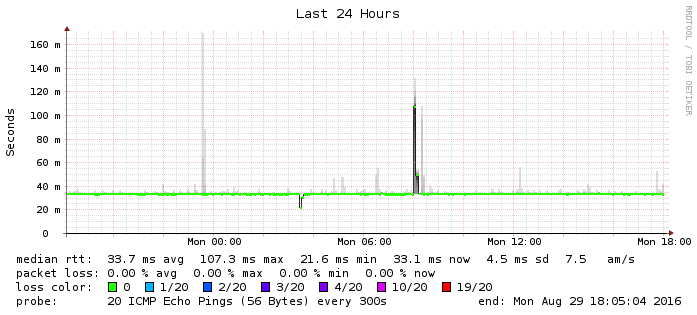 Last 24 Hours
RRDTOOL / TOBI OETIKER
Seconds
160 m
140 m
120 m
100 m
80 m
60 m
40 m
20 m
0
Mon 00:00 Mon 06:00 Mon 12:00 Mon 18:00
median rtt: 33.7 ms avg 107.3 ms max 21.6 ms min 33.1 ms now 4.5 ms sd 7.5 am/s
packet loss: 0.00 % avg 0.00 % max 0.00 % min 0.00 % now
loss color: 0 1/20 2/20 3/20 4/20 10/20 19/20
probe: 20 ICMP Echo Pings (56 Bytes) every 300s end: Mon Aug 29 18:05:04 2016